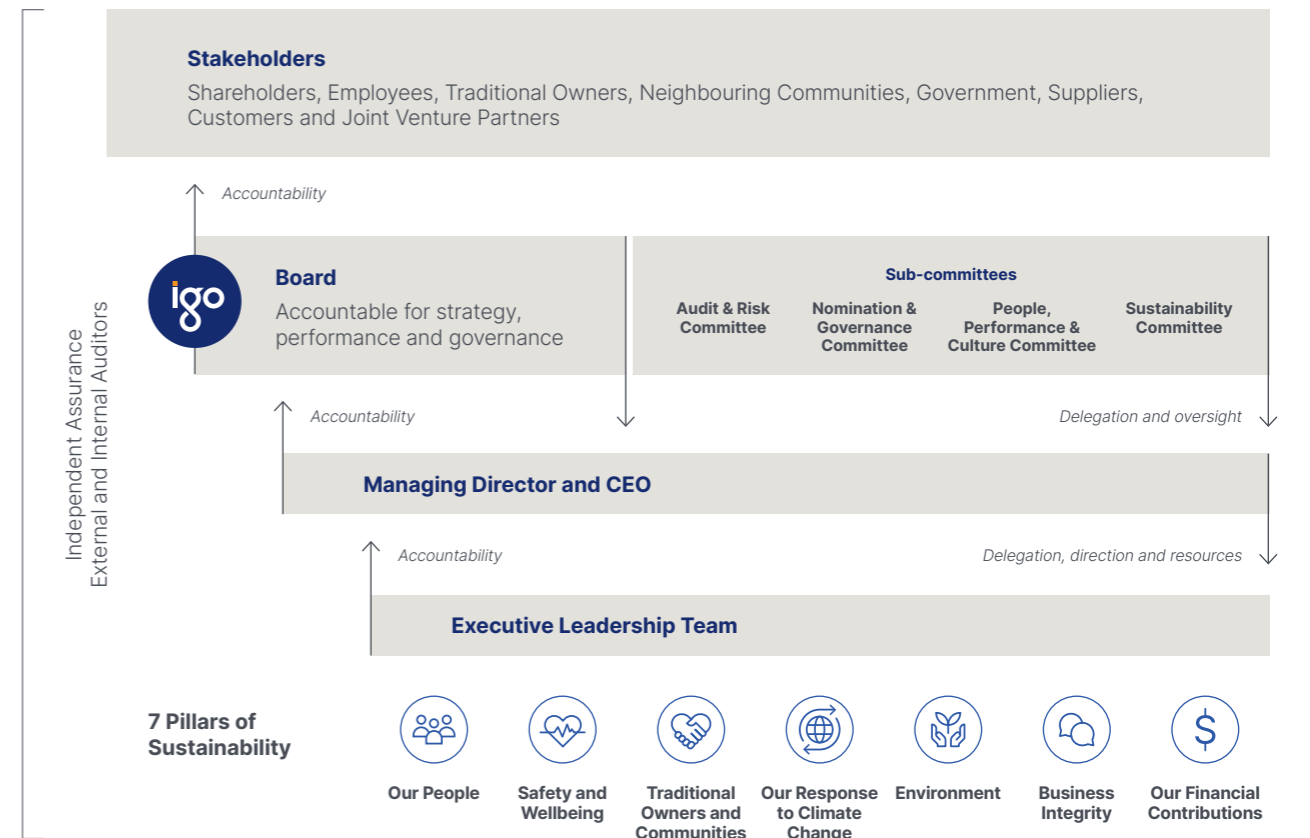 Stakeholders
Shareholders, Employees, Traditional Owners, Neighbouring Communities, Government, Suppliers,
Customers and Joint Venture Partners
Accountability
igo
Board
Accountable for strategy,
performance and governance
Sub-committees
Audit & Risk
Committee
Nomination &
Governance
Committee
People,
Performance &
Culture Committee
Sustainability
Committee
Accountability
Delegation and oversight
Managing Director and CEO
Accountability
Delegation, direction and resources
Executive Leadership Team
Independent Assurance
External and Internal Auditors
7 Pillars of
Sustainability
Our People
Safety and
Wellbeing
Traditional
Owners and
Communities
Our Response
to Climate
Change
Environment
Business
Integrity
$
Our Financial
Contributions